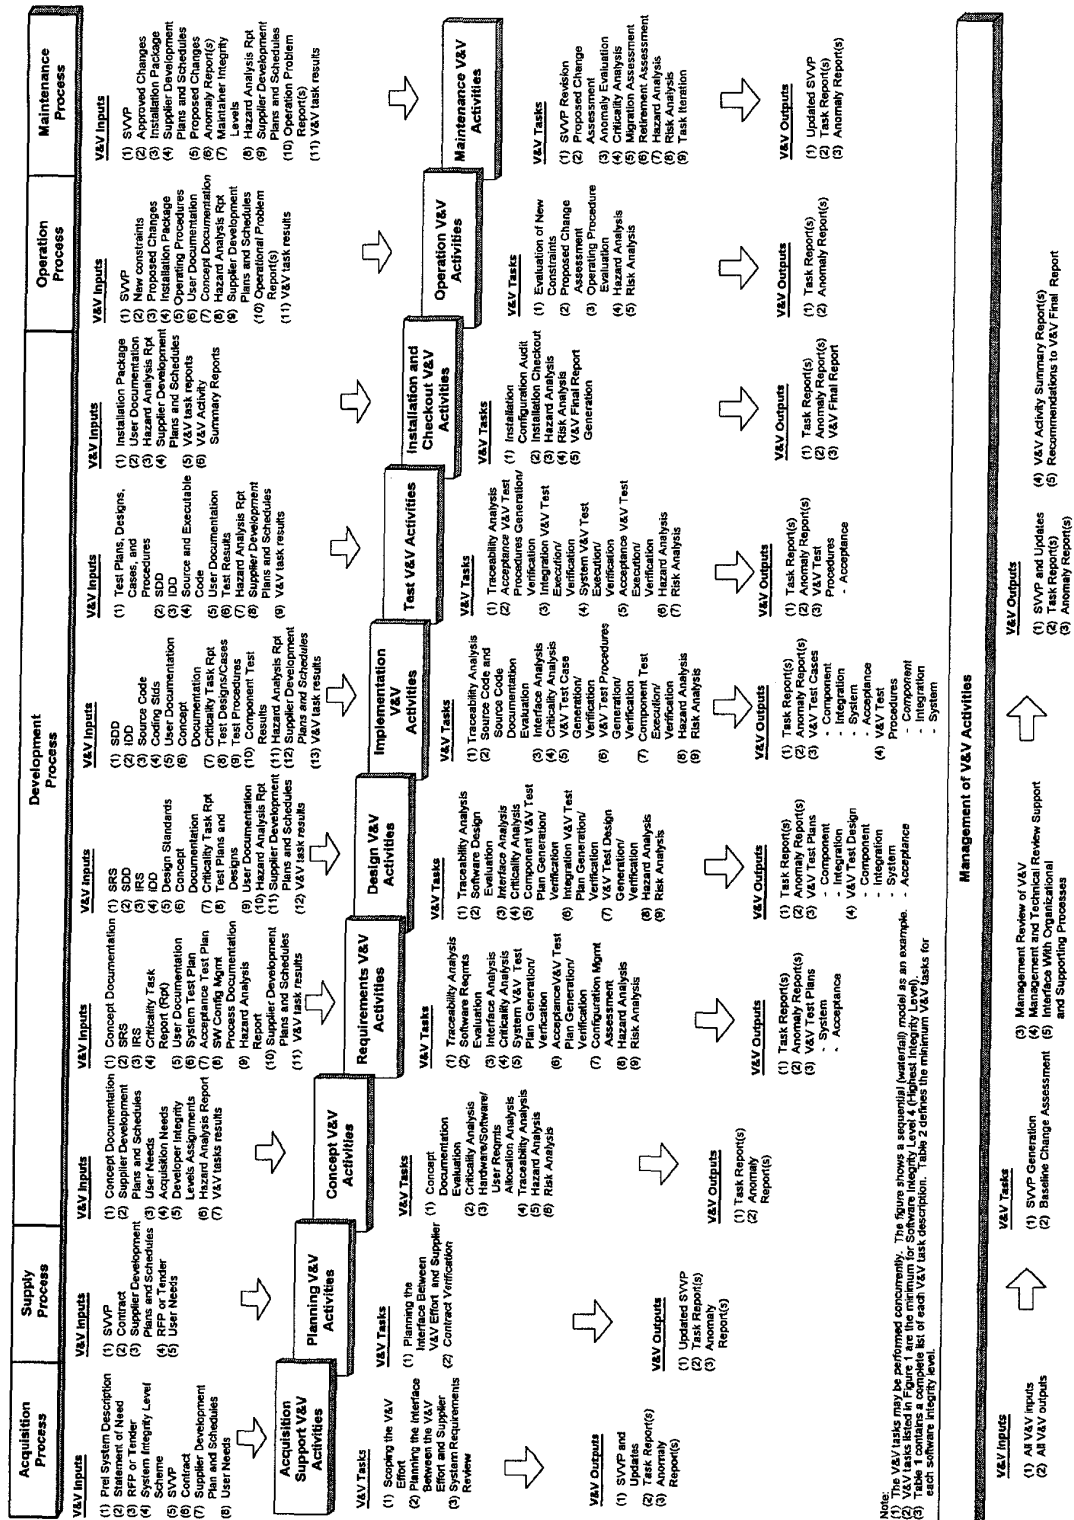 Acquisition
Process
Supply
Process
Development
Process
Operation
Process
Maintenance
Process
V&V Inputs
(1) Prel System Description
(2) Statement of Need
(3) RFP or Tender
(4) System Integrity Level
Scheme
(5) SVVP
(6) Contract
(7) Supplier Development
Plan and Schedules
(8) User Needs
V&V Inputs
(1) SVVP
(2) Contract
(3) Supplier Development
Plans and Schedules
(4) RFP or Tender
(5) User Needs
V&V Inputs
(1) Concept Documentation
(2) Supplier Development
Plans and Schedules
(3) User Needs
(4) Acquisition Needs
(5) Developer Integrity
Levels Assignments
(6) Hazard Analysis Report
(7) V&V tasks results
V&V Inputs
(1) Concept Documentation
(2) SRS
(3) IRS
(4) Criticality Task
Report (Rpt)
(5) User Documentation
(6) System Test Plan
(7) Acceptance Test Plan
(8) SW Config Mgmt
Process Documentation
(9) Hazard Analysis
Report
(10) Supplier Development
Plans and Schedules
(11) V&V task results
V&V Inputs
(1) SRS
(2) SDD
(3) IRS
(4) IDD
(5) Design Standards
(6) Concept
Documentation
(7) Criticality Task Rpt
(8) Test Plans and
Designs
(9) User Documentation
(10) Hazard Analysis Rpt
(11) Supplier Development
Plans and Schedules
(12) V&V task results
V&V Inputs
(1) SDD
(2) IDD
(3) Source Code
(4) Coding Stds
(5) User Documentation
(6) Concept
Documentation
(7) Criticality Task Rpt
(8) Test Designs/Cases
(9) Test Procedures
(10) Component Test
Results
(11) Hazard Analysis Rpt
(12) Supplier Development
Plans and Schedules
(13) V&V task results
V&V Inputs
(1) Test Plans, Designs,
Cases, and
Procedures
(2) SDD
(3) IDD
(4) Source and Executable
Code
(5) User Documentation
(6) Test Results
(7) Hazard Analysis Rpt
(8) Supplier Development
Plans and Schedules
(9) V&V task results
V&V Inputs
(1) Installation Package
(2) User Documentation
(3) Hazard Analysis Rpt
(4) Supplier Development
Plans and Schedules
(5) V&V task reports
(6) V&V Activity
Summary Reports
V&V Inputs
(1) SVVP
(2) New constraints
(3) Proposed Changes
(4) Installation Package
(5) Operating Procedures
(6) User Documentation
(7) Concept Documentation
(8) Hazard Analysis Rpt
(9) Supplier Development
Plans and Schedules
(10) Operational Problem
Report(s)
(11) V&V task results
V&V Inputs
(1) SVVP
(2) Approved Changes
(3) Installation Package
(4) Supplier Development
Plans and Schedules
(5) Proposed Changes
(6) Anomaly Report(s)
(7) Maintainer Integrity
Levels
(8) Hazard Analysis Rpt
(9) Supplier Development
Plans and Schedules
(10) Operation Problem
Report(s)
(11) V&V task results
Acquisition
Support V&V
Activities
Planning V&V
Activities
Concept V&V
Activities
Requirements V&V
Activities
Design V&V
Activities
Implementation
V&V
Activities
Test V&V Activities
Installation and
Checkout V&V
Activities
Operation V&V
Activities
Maintenance V&V
Activities
V&V Tasks
(1) Scoping the V&V
Effort
(2) Planning the Interface
Between the V&V
Effort and Supplier
(3) System Requirements
Review
V&V Tasks
(1) Planning the
Interface Between
V&V Effort and Supplier
(2) Contract Verification
V&V Tasks
(1) Concept
Documentation
Evaluation
(2) Criticality Analysis
(3) Hardware/Software/
User Reqmts
Allocation Analysis
(4) Traceability Analysis
(5) Hazard Analysis
(6) Risk Analysis
V&V Tasks
(1) Traceability Analysis
(2) Software Reqmts
Evaluation
(3) Interface Analysis
(4) Criticality Analysis
(5) System V&V Test
Plan Generation/
Verfication
(6) AcceptanceV&V Test
Plan Generation/
Verification
(7) Configuration Mgmt
Assessment
(8) Hazard Analysis
(9) Risk Analysis
V&V Tasks
(1) Traceability Analysis
(2) Software Design
Evaluation
(3) Interface Analysis
(4) Criticality Analysis
(5) Component V&V Test
Plan Generation/
Verification
(6) Integration V&V Test
Plan Generation/
Verification
(7) V&V Test Design
Generation/
Verification
(8) Hazard Analysis
(9) Risk Analysis
V&V Tasks
(1) Traceability Analysis
(2) Source Code and
Source Code
Documentation
Evaluation
(3) Interface Analysis
(4) Criticality Analysis
(5) V&V Test Case
Generation/
Verification
(6) V&V Test Procedures
Generation/
Verification
(7) Component Test
Execution/
Verification
(8) Hazard Analysis
(9) Risk Analysis
V&V Tasks
(1) Traceability Analysis
(2) Acceptance V&V Test
Procedures Generation/
Verification
(3) Integration V&V Test
Execution/
Verification
(4) System V&V Test
Execution/
Verification
(5) Acceptance V&V Test
Execution/
Verification
(6) Hazard Analysis
(7) Risk Analysis
V&V Tasks
(1) Installation
Configuration Audit
(2) Installation Checkout
(3) Hazard Analysis
(4) Risk Analysis
(5) V&V Final Report
Generation
V&V Tasks
(1) Evaluation of New
Constraints
(2) Proposed Change
Assessment
(3) Operating Procedure
Evaluation
(4) Hazard Analysis
(5) Risk Analysis
V&V Tasks
(1) SVVP Revision
(2) Proposed Change
Assessment
(3) Anomaly Evaluation
(4) Criticality Analysis
(5) Migration Assessment
(6) Retirement Assessment
(7) Hazard Analysis
(8) Risk Analysis
(9) Task Iteration
V&V Outputs
(1) SVVP and
Updates
(2) Task Report(s)
(3) Anomaly
Report(s)
V&V Outputs
(1) Updated SVVP
(2) Task Report(s)
(3) Anomaly
Report(s)
V&V Outputs
(1) Task Report(s)
(2) Anomaly
Report(s)
V&V Outputs
(1) Task Report(s)
(2) Anomaly Report(s)
(3) V&V Test Plans
- System
- Acceptance
V&V Outputs
(1) Task Report(s)
(2) Anomaly Report(s)
(3) V&V Test Plans
- Component
- Integration
(4) V&V Test Design
- Component
- Integration
- System
- Acceptance
V&V Outputs
(1) Task Report(s)
(2) Anomaly Report(s)
(3) V&V Test Cases
- Component
- Integration
- System
- Acceptance
(4) V&V Test
Procedures
- Component
- Integration
- System
V&V Outputs
(1) Task Report(s)
(2) Anomaly Report(s)
(3) V&V Test
Procedures
- Acceptance
V&V Outputs
(1) Task Report(s)
(2) Anomaly Report(s)
(3) V&V Final Report
V&V Outputs
(1) Task Report(s)
(2) Anomaly Report(s)
V&V Outputs
(1) Updated SVVP
(2) Task Report(s)
(3) Anomaly Report(s)
Note:
(1) The V&V tasks may be performed concurrently. The figure shows a sequential (waterfall) model as an example.
(2) V&V tasks listed in Figure 1 are the minimum for Software Integrity Level 4 (Highest Integrity Level).
(3) Table 1 contains a complete list of each V&V task description. Table 2 defines the minimum V&V tasks for
each software integrity level.
Management of V&V Activities
V&V Inputs
(1) All V&V inputs
(2) All V&V outputs
V&V Tasks
(1) SVVP Generation
(2) Baseline Change Assessment
(3) Management Review of V&V
(4) Management and Technical Review Support
(5) Interface With Organizational
and Supporting Processes
V&V Outputs
(1) SVVP and Updates
(2) Task Report(s)
(3) Anomaly Report(s)
(4) V&V Activity Summary Report(s)
(5) Recommendations to V&V Final Report